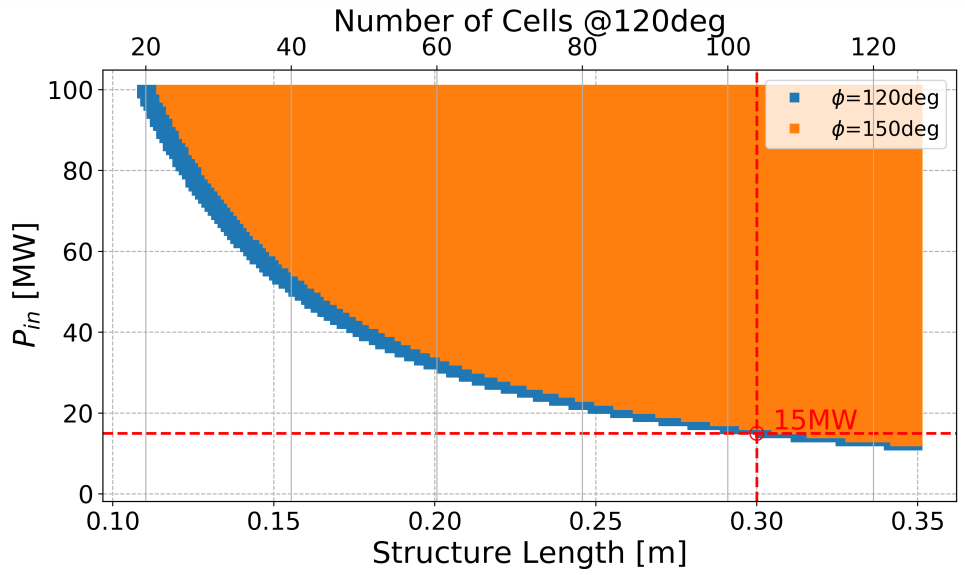 Number of Cells @120deg
20 40 60 80 100 120
100
80
60
40
20
0
P_in [MW]
ϕ=120deg
ϕ=150deg
15MW
0.10 0.15 0.20 0.25 0.30 0.35
Structure Length [m]